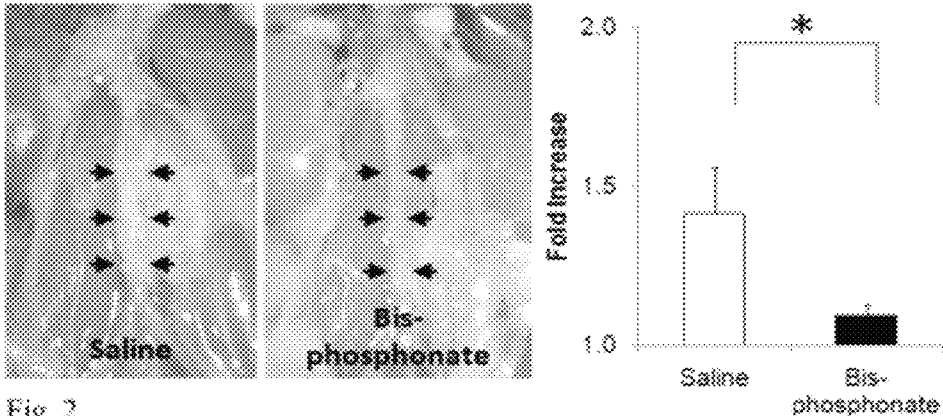 Saline
Bis-
phosphonate
Fold Increase
2.0
1.5
1.0
*
Saline
Bis-
phosphonate
Fig. 2